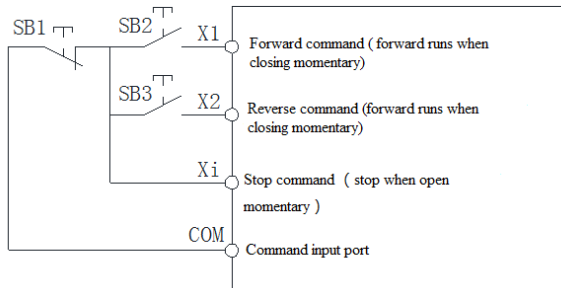 SB1
SB2
X1
Forward command ( forward runs when
closing momentary)
SB3
X2
Reverse command (forward runs when
closing momentary)
Xi
Stop command ( stop when open
momentary )
COM
Command input port